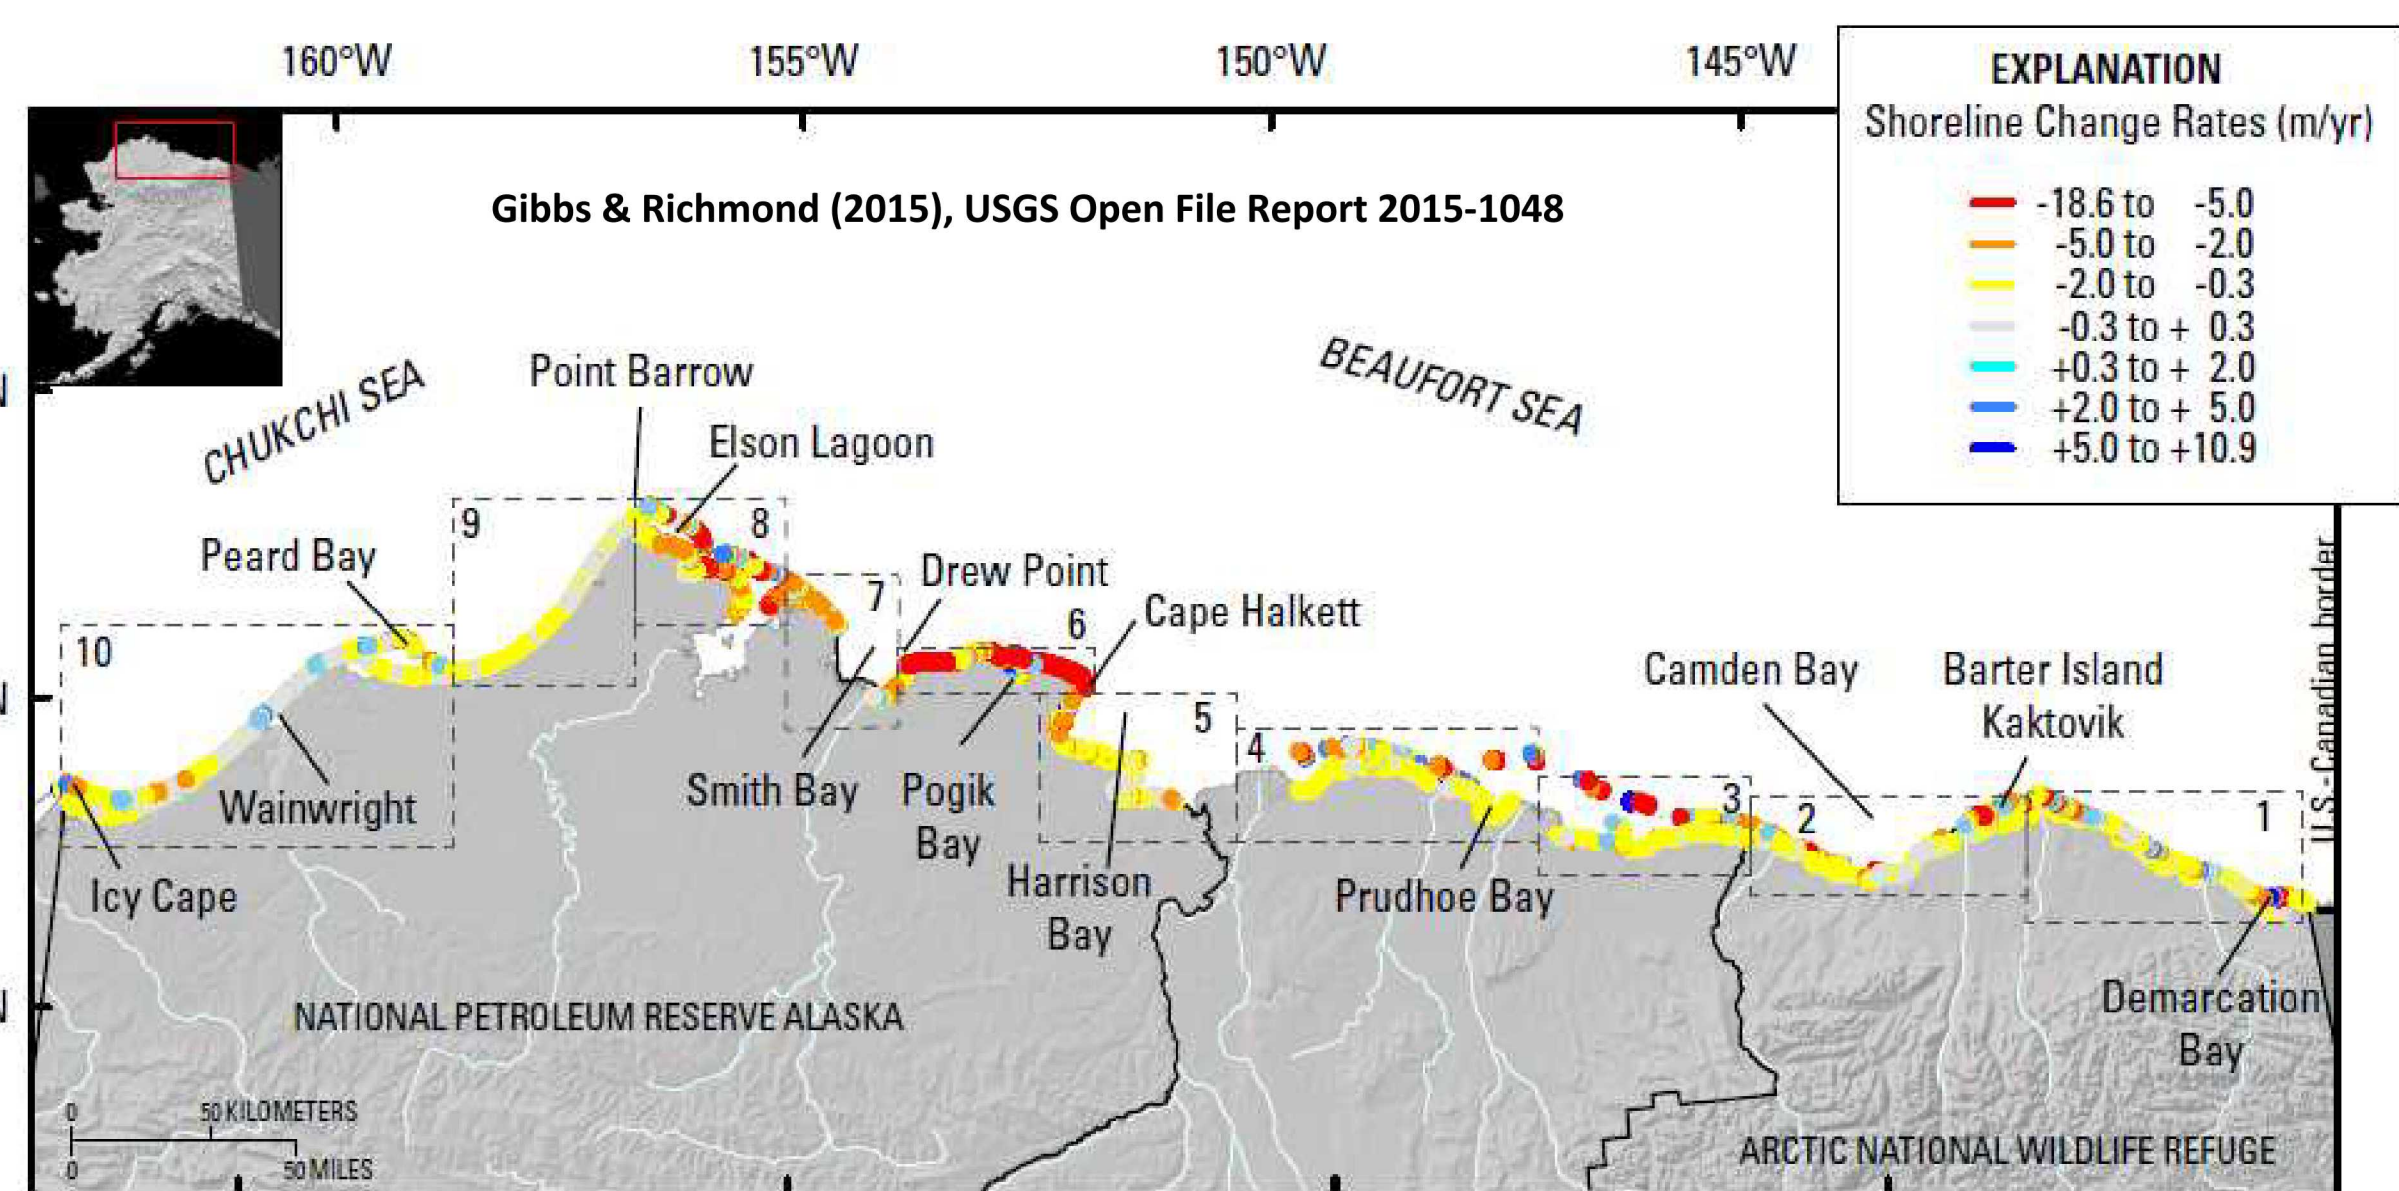 160°W 155°W 150°W 145°W
EXPLANATION
Shoreline Change Rates (m/yr)
-18.6 to -5.0
-5.0 to -2.0
-2.0 to -0.3
-0.3 to + 0.3
+0.3 to + 2.0
+2.0 to + 5.0
+5.0 to +10.9
Gibbs & Richmond (2015), USGS Open File Report 2015-1048
CHUKCHI SEA
BEAUFORT SEA
Point Barrow
Elson Lagoon
Peard Bay
9
8
7
Drew Point
6
Cape Halkett
10
5
4
3
2
1
Camden Bay
Barter Island
Kaktovik
U.S.-Canadian border
Wainwright
Smith Bay
Pogik
Bay
Icy Cape
Harrison
Bay
Prudhoe Bay
Demarcation
Bay
NATIONAL PETROLEUM RESERVE ALASKA
ARCTIC NATIONAL WILDLIFE REFUGE
0 50 KILOMETERS
0 50 MILES